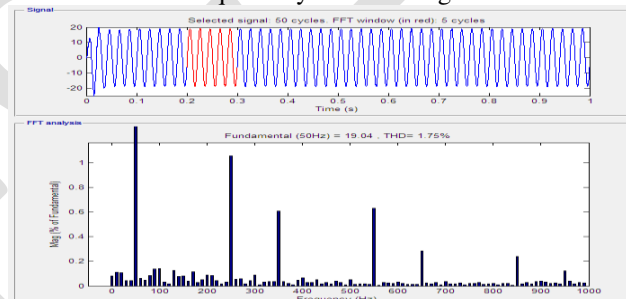 Signal
Selected signal: 50 cycles. FFT window (in red): 5 cycles
20
10
0
-10
-20
0 0.1 0.2 0.3 0.4 0.5 0.6 0.7 0.8 0.9 1
Time (s)
FFT analysis
Fundamental (50Hz) = 19.04 , THD= 1.75%
1
0.8
0.6
0.4
0.2
0
Mag (% of Fundamental)
0 100 200 300 400 500 600 700 800 900 1000
Frequency (Hz)